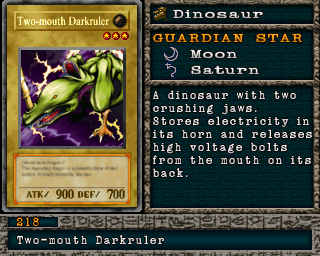 Two-mouth Darkruler
ATK/ 900 DEF/ 700
Dinosaur
GUARDIAN STAR
Moon
Saturn
A dinosaur with two
crushing jaws.
Stores electricity in
its horn and releases
high voltage bolts
from the mouth on its
back.
218
Two-mouth Darkruler